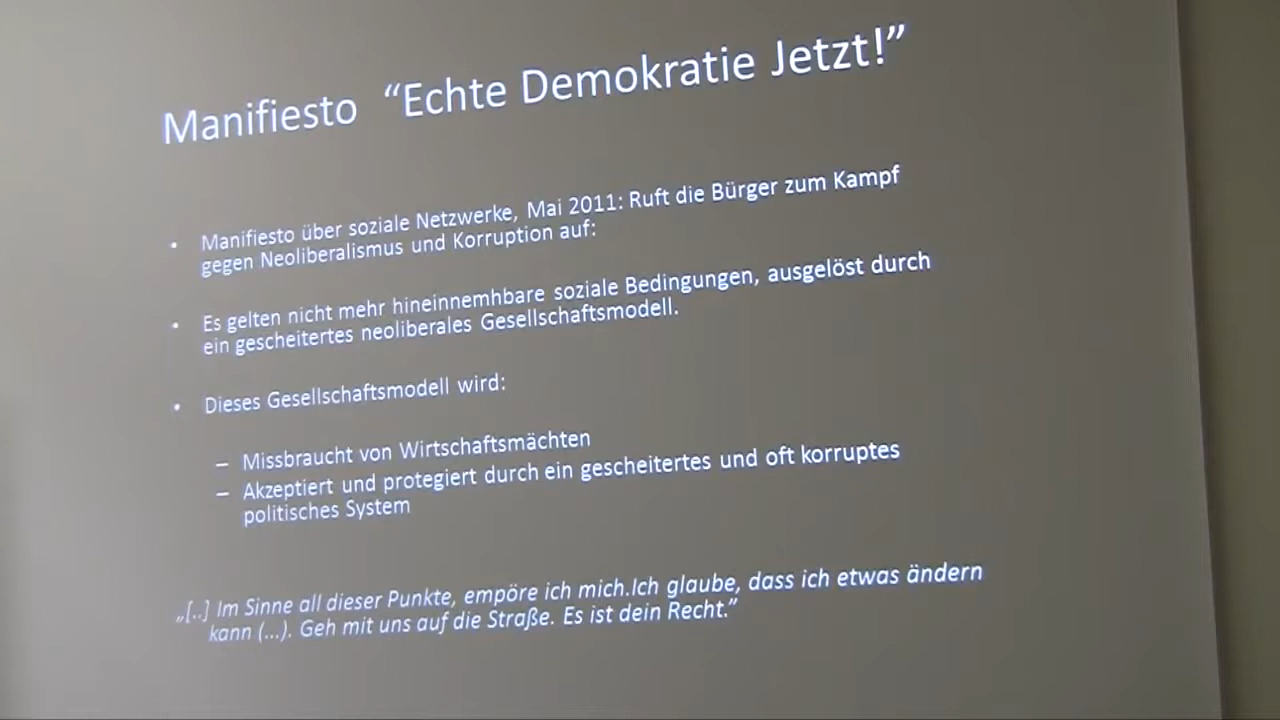 Manifiesto “Echte Demokratie Jetzt!”
• Manifiesto über soziale Netzwerke, Mai 2011: Ruft die Bürger zum Kampf
gegen Neoliberalismus und Korruption auf:
• Es gelten nicht mehr hineinnemhbare soziale Bedingungen, ausgelöst durch
ein gescheitertes neoliberales Gesellschaftsmodell.
• Dieses Gesellschaftsmodell wird:
– Missbraucht von Wirtschaftsmächten
– Akzeptiert und protegiert durch ein gescheitertes und oft korruptes
politisches System
„[..] Im Sinne all dieser Punkte, empöre ich mich.Ich glaube, dass ich etwas ändern
kann (...). Geh mit uns auf die Straße. Es ist dein Recht.”